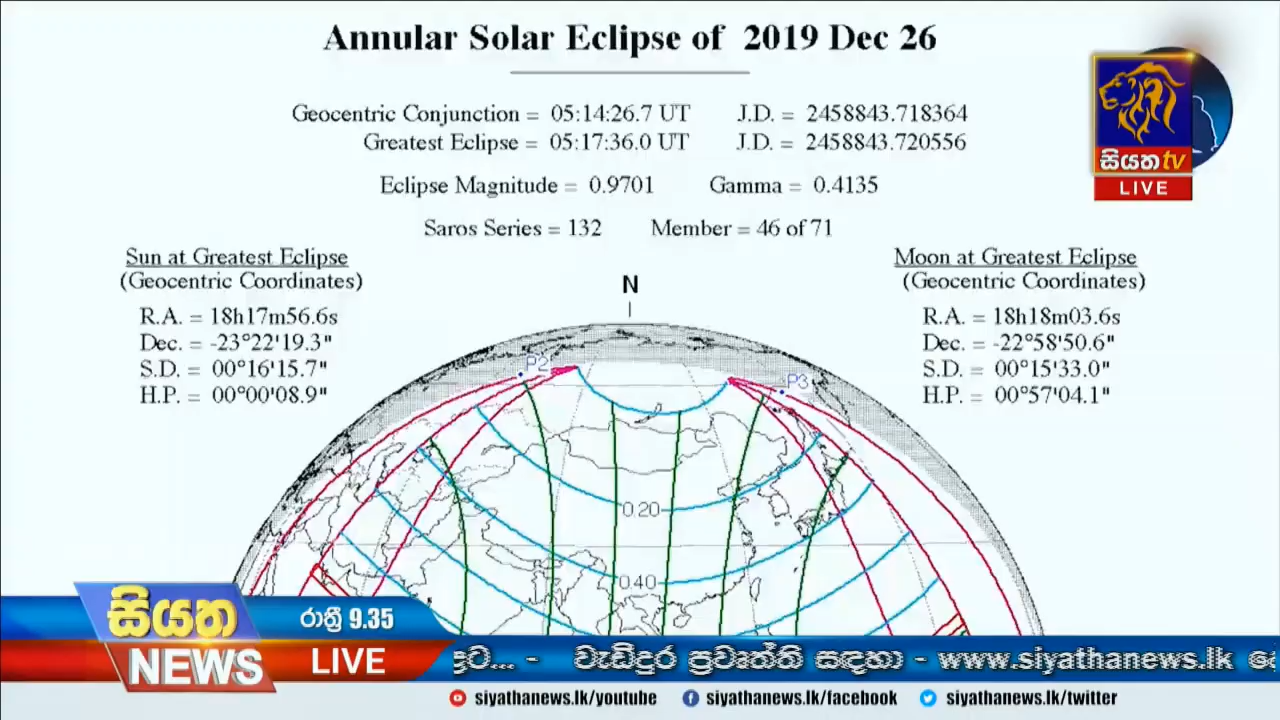 Annular Solar Eclipse of 2019 Dec 26
Geocentric Conjunction = 05:14:26.7 UT J.D. = 2458843.718364
Greatest Eclipse = 05:17:36.0 UT J.D. = 2458843.720556
Eclipse Magnitude = 0.9701 Gamma = 0.4135
Saros Series = 132 Member = 46 of 71
Sun at Greatest Eclipse
(Geocentric Coordinates)
R.A. = 18h17m56.6s
Dec. = -23°22'19.3"
S.D. = 00°16'15.7"
H.P. = 00°00'08.9"
Moon at Greatest Eclipse
(Geocentric Coordinates)
R.A. = 18h18m03.6s
Dec. = -22°58'50.6"
S.D. = 00°15'33.0"
H.P. = 00°57'04.1"
N
P2
P3
0.20
0.40
සියත tv
LIVE
සියත
NEWS
රාත්‍රී 9.35
LIVE
වැඩිදුර ප්‍රවෘත්ති සඳහා - www.siyathanews.lk
siyathanews.lk/youtube siyathanews.lk/facebook siyathanews.lk/twitter